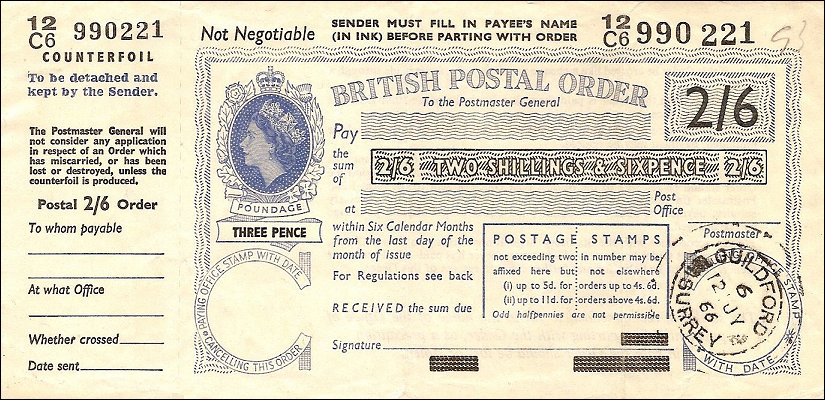 12
C6 990221
COUNTERFOIL
To be detached and
kept by the Sender.
The Postmaster General will
not consider any application
in respect of an Order which
has miscarried, or has been
lost or destroyed, unless the
counterfoil is produced.
Postal 2/6 Order
To whom payable
At what Office
Whether crossed
Date sent
Not Negotiable
SENDER MUST FILL IN PAYEE'S NAME
(IN INK) BEFORE PARTING WITH ORDER
12
C6 990 221
93
BRITISH POSTAL ORDER
To the Postmaster General
2/6
Pay
the
sum
of
2/6 TWO SHILLINGS & SIXPENCE 2/6
at
Post
Office
POUNDAGE
THREE PENCE
within Six Calendar Months
from the last day of the
month of issue
For Regulations see back
RECEIVED the sum due
Signature
POSTAGE STAMPS
not exceeding two in number may be
affixed here but not elsewhere
(i) up to 5d. for orders up to 4s. 6d.
(ii) up to 11d. for orders above 4s. 6d.
Odd halfpennies are not permissible
Postmaster
PAYING OFFICE STAMP WITH DATE
CANCELLING THIS ORDER
OFFICE STAMP
WITH DATE
GUILDFORD
6
12 JY
66
SURREY